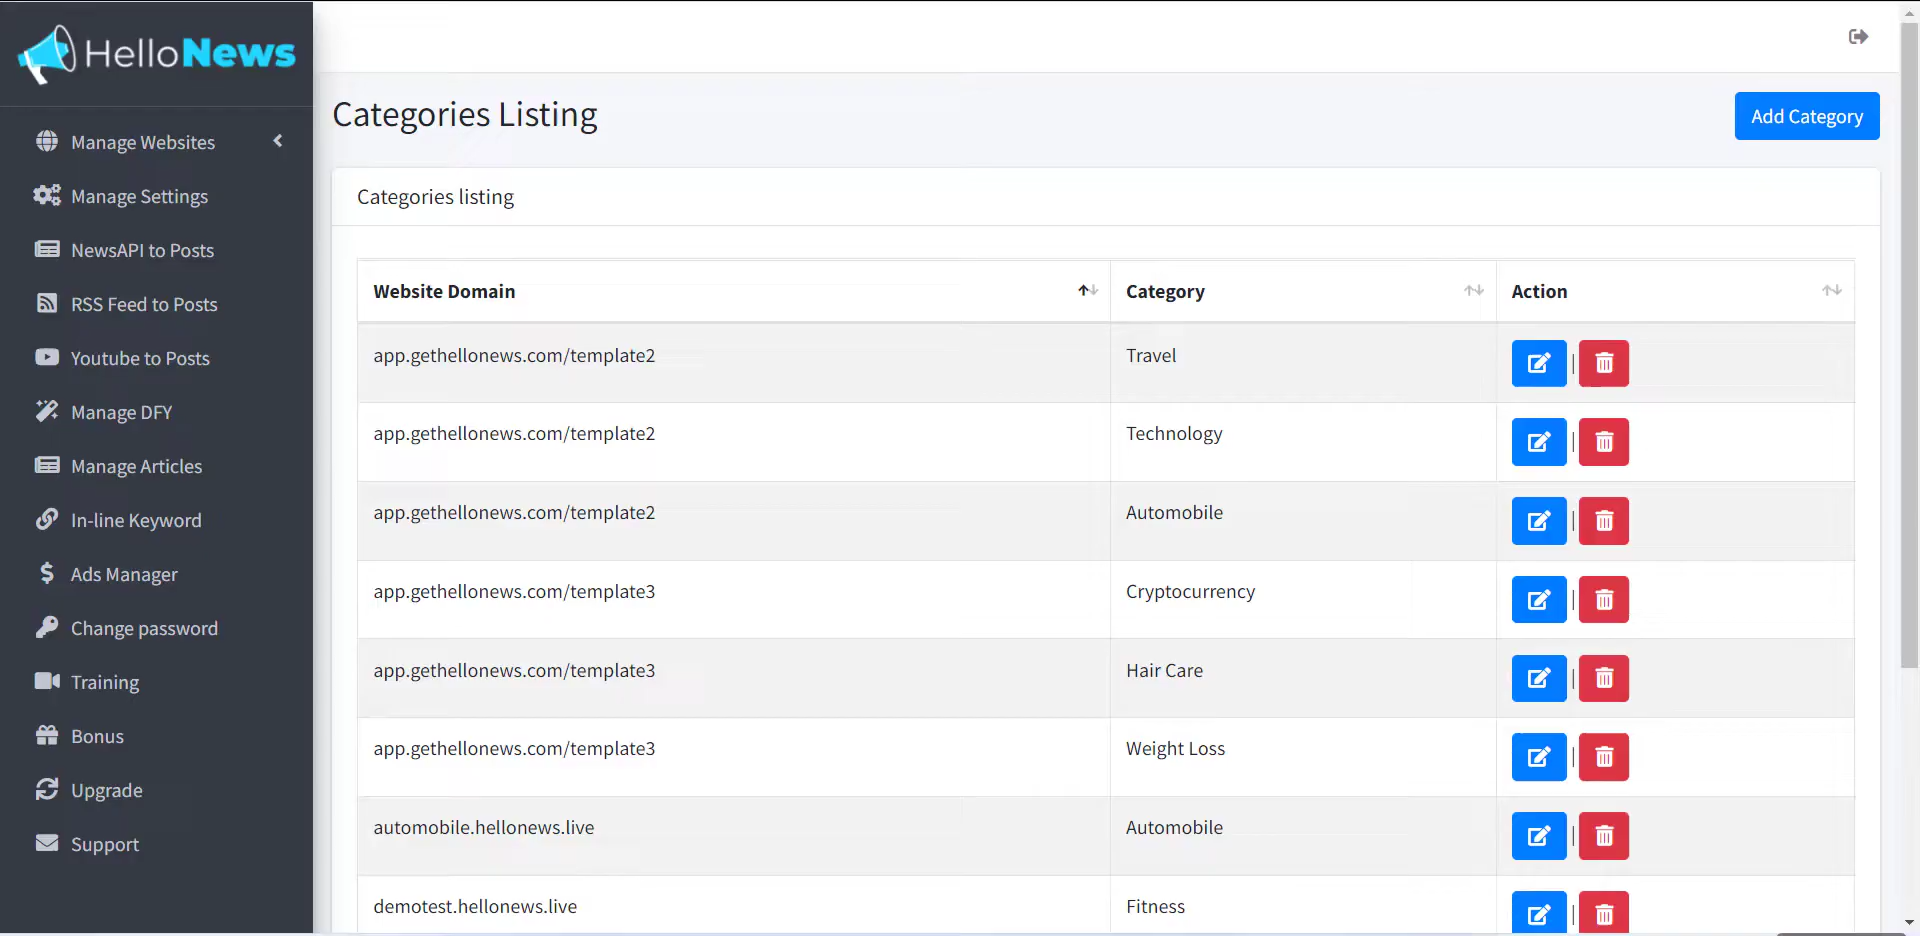 HelloNews
Manage Websites
Manage Settings
NewsAPI to Posts
RSS Feed to Posts
Youtube to Posts
Manage DFY
Manage Articles
In-line Keyword
Ads Manager
Change password
Training
Bonus
Upgrade
Support
Categories Listing
Add Category
Categories listing
Website Domain Category Action
app.gethellonews.com/template2 Travel |
app.gethellonews.com/template2 Technology |
app.gethellonews.com/template2 Automobile |
app.gethellonews.com/template3 Cryptocurrency |
app.gethellonews.com/template3 Hair Care |
app.gethellonews.com/template3 Weight Loss |
automobile.hellonews.live Automobile |
demotest.hellonews.live Fitness |